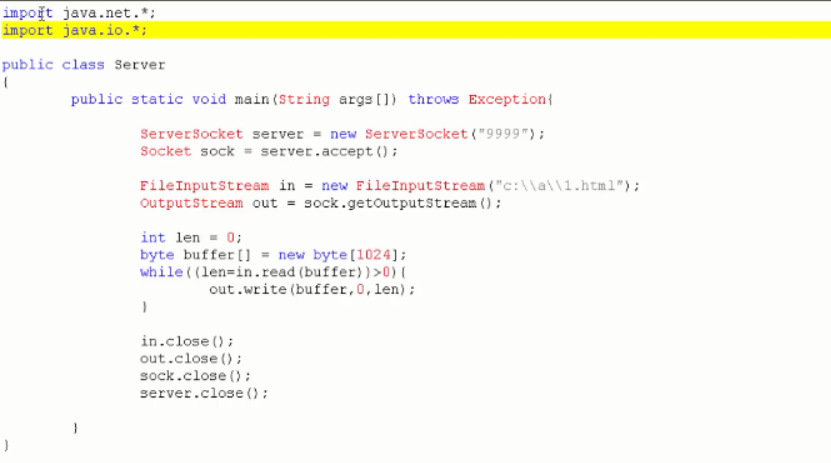 import java.net.*;
import java.io.*;
public class Server
{
public static void main(String args[]) throws Exception{
ServerSocket server = new ServerSocket("9999");
Socket sock = server.accept();
FileInputStream in = new FileInputStream("c:\\a\\1.html");
OutputStream out = sock.getOutputStream();
int len = 0;
byte buffer[] = new byte[1024];
while((len=in.read(buffer))>0){
out.write(buffer,0,len);
}
in.close();
out.close();
sock.close();
server.close();
}
}